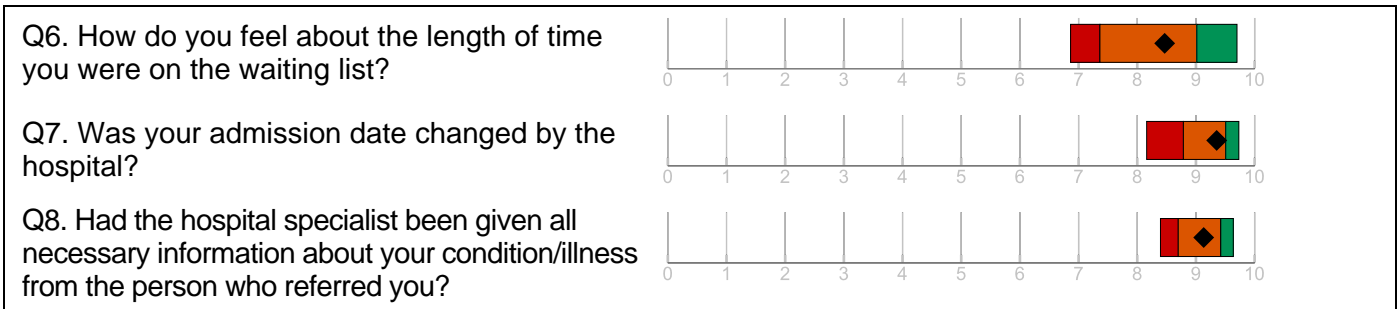 Q6. How do you feel about the length of time
you were on the waiting list?
0 1 2 3 4 5 6 7 8 9 10
Q7. Was your admission date changed by the
hospital?
0 1 2 3 4 5 6 7 8 9 10
Q8. Had the hospital specialist been given all
necessary information about your condition/illness
from the person who referred you?
0 1 2 3 4 5 6 7 8 9 10